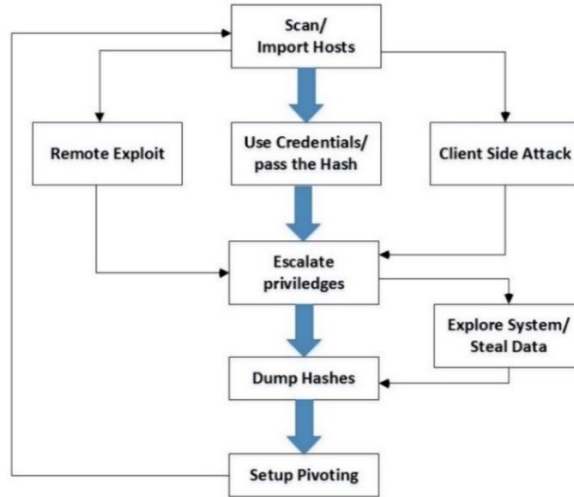 Scan/
Import Hosts
Remote Exploit
Use Credentials/
pass the Hash
Client Side Attack
Escalate
priviledges
Explore System/
Steal Data
Dump Hashes
Setup Pivoting